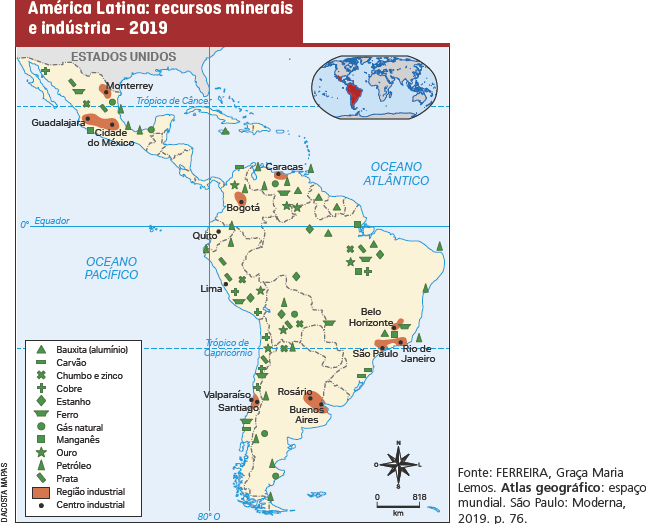 América Latina: recursos minerais
e indústria – 2019
ESTADOS UNIDOS
Monterrey
Trópico de Câncer
Guadalajara
Cidade
do México
Caracas
OCEANO
ATLÂNTICO
Bogotá
0° Equador
Quito
OCEANO
PACÍFICO
Lima
Belo
Horizonte
Trópico de
Capricórnio
São Paulo
Rio de
Janeiro
Valparaíso
Santiago
Rosário
Buenos
Aires
Bauxita (alumínio)
Carvão
Chumbo e zinco
Cobre
Estanho
Ferro
Gás natural
Manganês
Ouro
Petróleo
Prata
Região industrial
Centro industrial
N
O
L
S
0 818
km
80° O
DACOSTA MAPAS
Fonte: FERREIRA, Graça Maria
Lemos. Atlas geográfico: espaço
mundial. São Paulo: Moderna,
2019. p. 76.